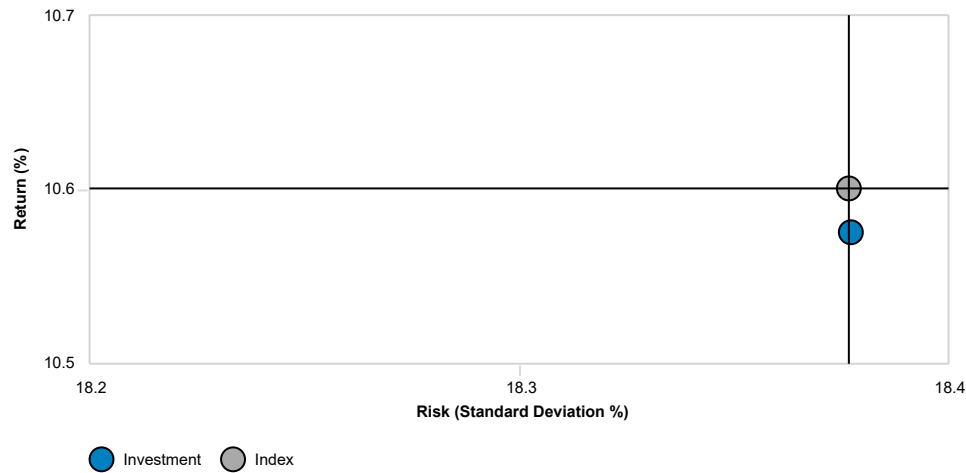 10.7
Return (%)
10.6
10.5
18.2 18.3 18.4
Risk (Standard Deviation %)
Investment Index